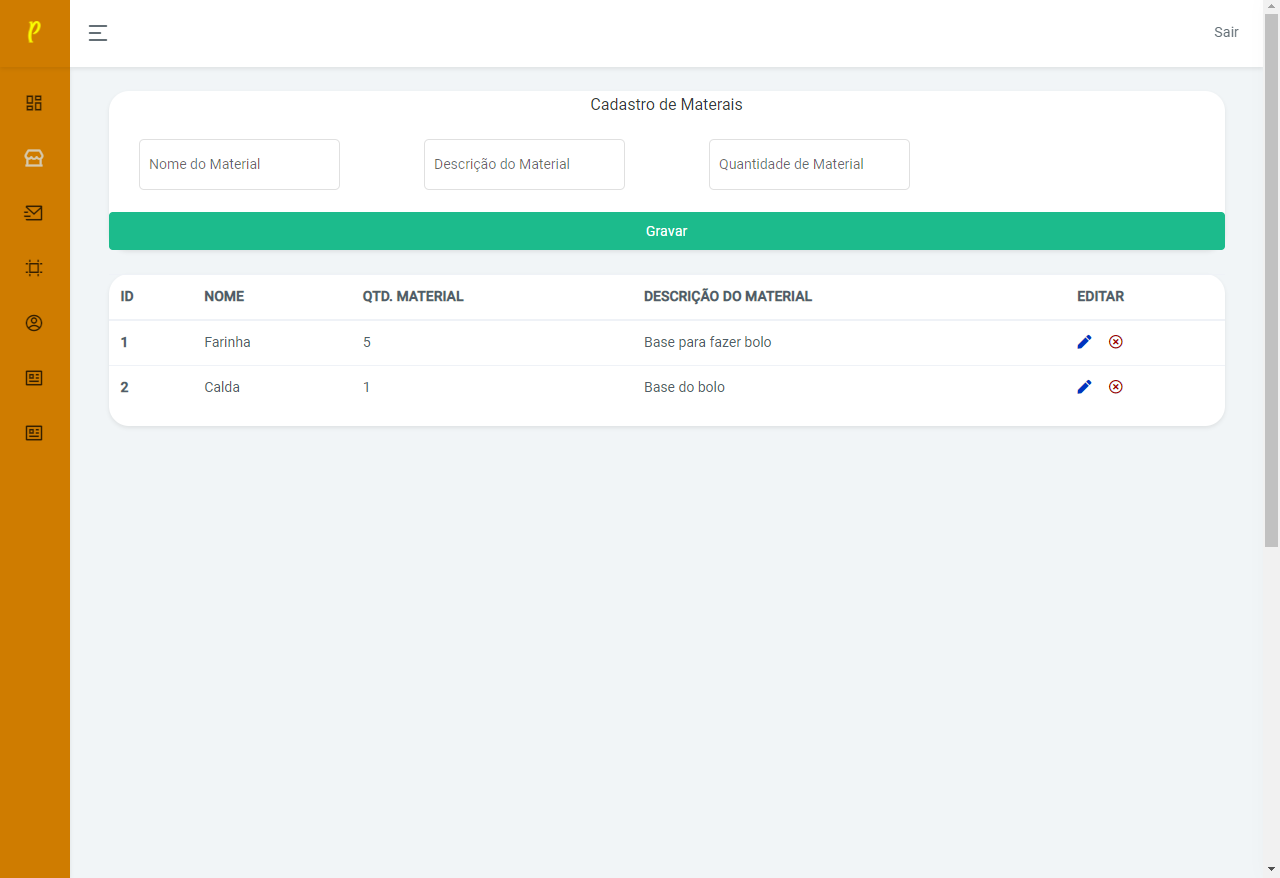 p
Sair
Cadastro de Materais
Nome do Material Descrição do Material Quantidade de Material
Gravar
ID NOME QTD. MATERIAL DESCRIÇÃO DO MATERIAL EDITAR
1 Farinha 5 Base para fazer bolo
2 Calda 1 Base do bolo